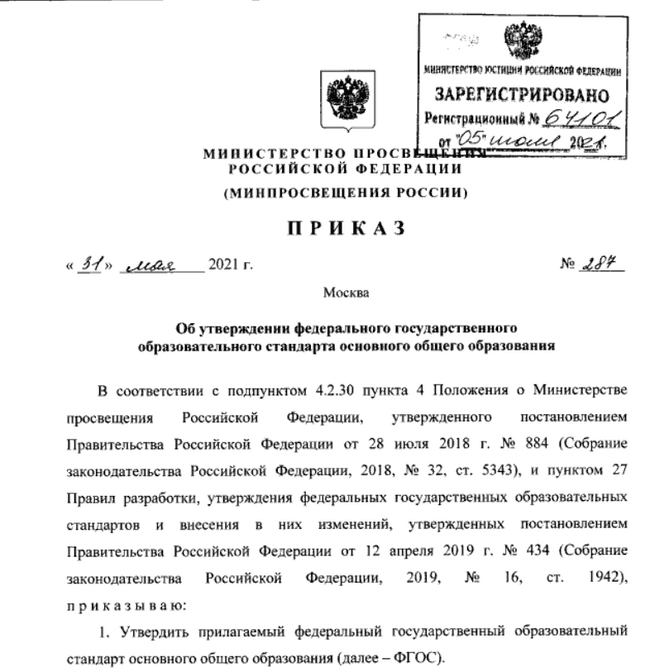 МИНИСТЕРСТВО ЮСТИЦИИ РОССИЙСКОЙ ФЕДЕРАЦИИ
ЗАРЕГИСТРИРОВАНО
Регистрационный № 64101
от "05" июля 2021.
МИНИСТЕРСТВО ПРОСВЕЩЕНИЯ
РОССИЙСКОЙ ФЕДЕРАЦИИ
(МИНПРОСВЕЩЕНИЯ РОССИИ)
ПРИКАЗ
« 31 » мая 2021 г.
№ 287
Москва
Об утверждении федерального государственного
образовательного стандарта основного общего образования
В соответствии с подпунктом 4.2.30 пункта 4 Положения о Министерстве
просвещения Российской Федерации, утвержденного постановлением
Правительства Российской Федерации от 28 июля 2018 г. № 884 (Собрание
законодательства Российской Федерации, 2018, № 32, ст. 5343), и пунктом 27
Правил разработки, утверждения федеральных государственных образовательных
стандартов и внесения в них изменений, утвержденных постановлением
Правительства Российской Федерации от 12 апреля 2019 г. № 434 (Собрание
законодательства Российской Федерации, 2019, № 16, ст. 1942),
приказываю:
1. Утвердить прилагаемый федеральный государственный образовательный
стандарт основного общего образования (далее – ФГОС).